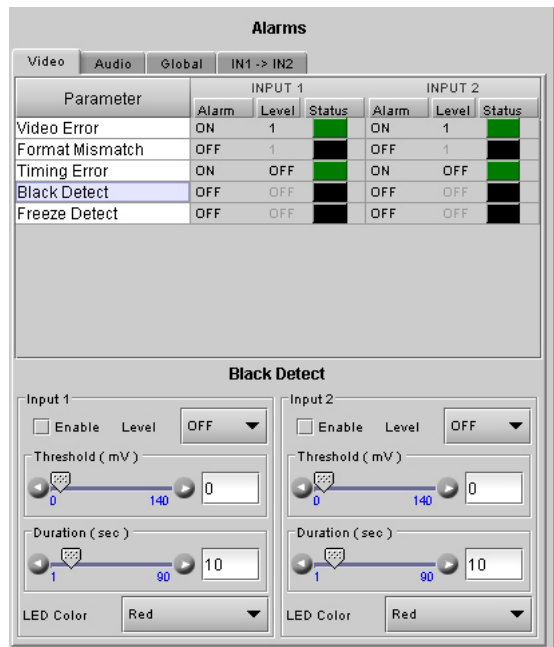 Alarms
Video Audio Global IN1 -> IN2
Parameter INPUT 1 INPUT 2
Alarm Level Status Alarm Level Status
Video Error ON 1 ON 1
Format Mismatch OFF 1 OFF 1
Timing Error ON OFF ON OFF
Black Detect OFF OFF OFF OFF
Freeze Detect OFF OFF OFF OFF
Black Detect
Input 1 Input 2
Enable Level OFF Enable Level OFF
Threshold ( mV ) Threshold ( mV )
0 140 0 0 140 0
Duration ( sec ) Duration ( sec )
1 90 10 1 90 10
LED Color Red LED Color Red